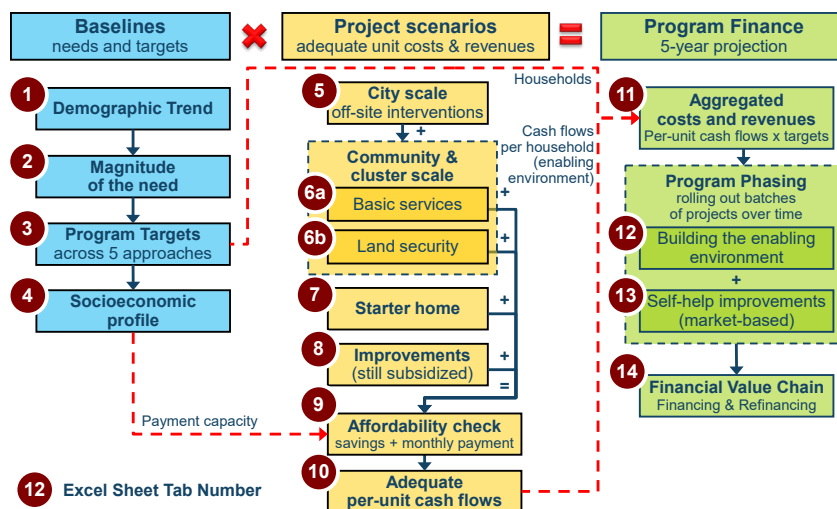 Baselines
needs and targets
Project scenarios
adequate unit costs & revenues
Program Finance
5-year projection
1
Demographic Trend
2
Magnitude
of the need
3
Program Targets
across 5 approaches
4
Socioeconomic
profile
Payment capacity
12
Excel Sheet Tab Number
5
City scale
off-site interventions
+
Community &
cluster scale
6a
Basic services
+
6b
Land security
+
7
Starter home
+
8
Improvements
(still subsidized)
+
=
9
Affordability check
savings + monthly payment
10
Adequate
per-unit cash flows
Households
Cash flows
per household
(enabling
environment)
11
Aggregated
costs and revenues
Per-unit cash flows x targets
Program Phasing
rolling out batches
of projects over time
12
Building the enabling
environment
+
13
Self-help improvements
(market-based)
14
Financial Value Chain
Financing & Refinancing